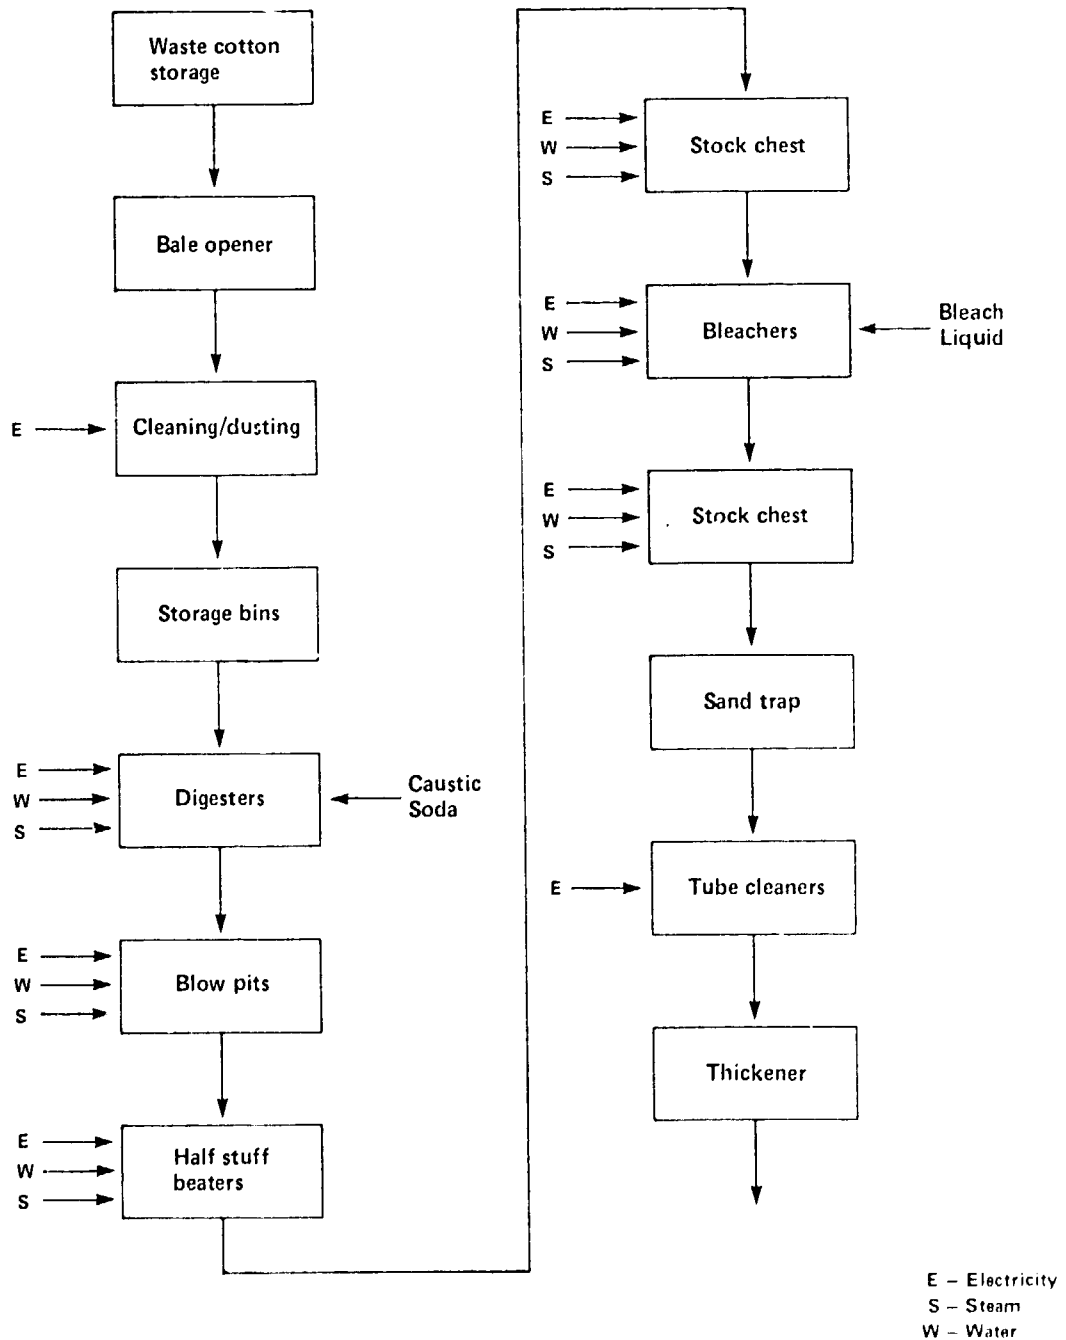 Waste cotton
storage
Bale opener
E
Cleaning/dusting
Storage bins
E
W
S
Digesters
Caustic
Soda
E
W
S
Blow pits
E
W
S
Half stuff
beaters
E
W
S
Stock chest
E
W
S
Bleachers
Bleach
Liquid
E
W
S
Stock chest
Sand trap
E
Tube cleaners
Thickener
E – Electricity
S – Steam
W – Water